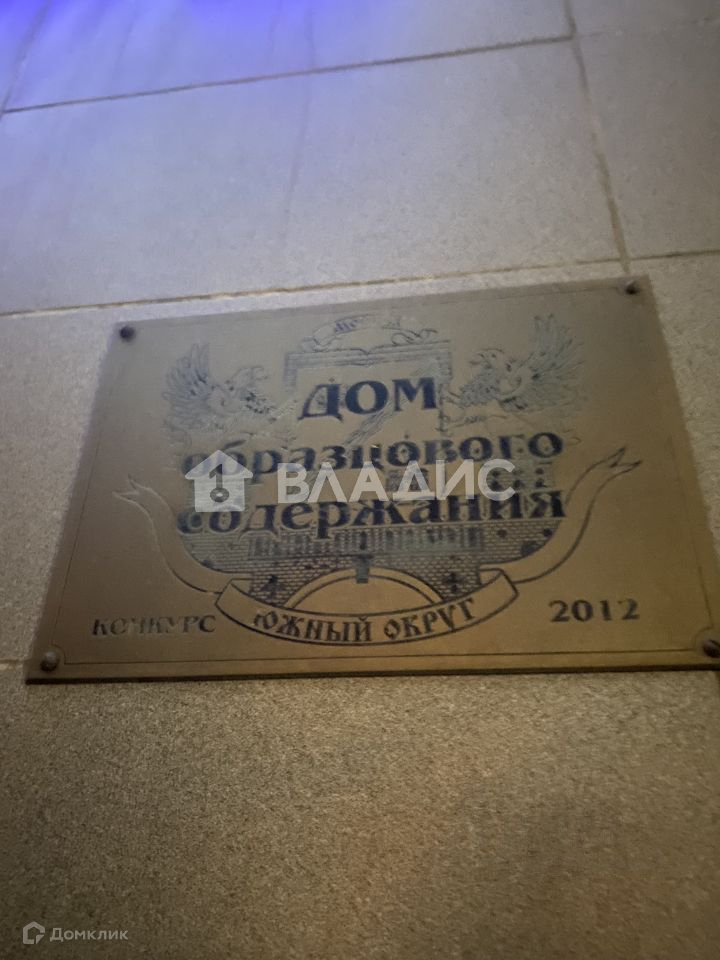 ДОМ
образцового
ВЛАДИС
содержания
ЮЖНЫЙ ОКРУГ
КОНКУРС
2012
Домклик